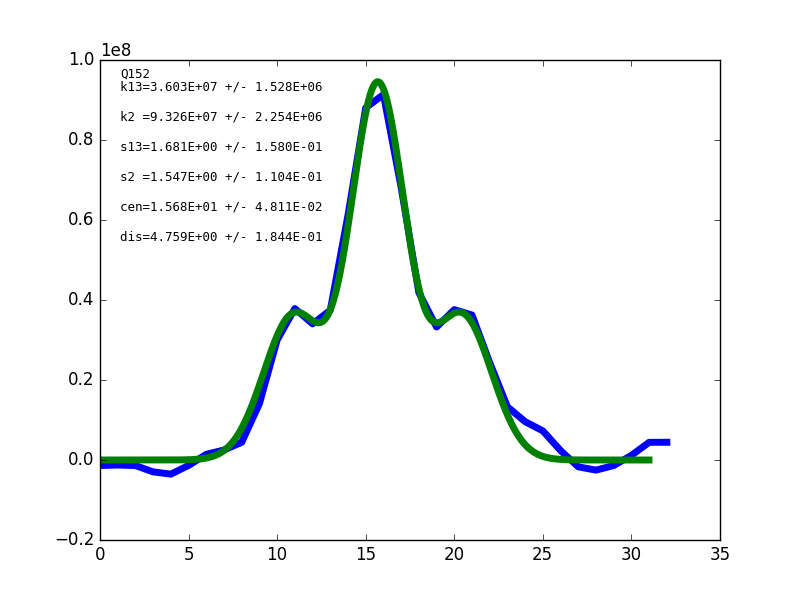 1e8
1.0
Q152
k13=3.603E+07 +/- 1.528E+06
k2 =9.326E+07 +/- 2.254E+06
0.8
s13=1.681E+00 +/- 1.580E-01
s2 =1.547E+00 +/- 1.104E-01
cen=1.568E+01 +/- 4.811E-02
0.6
dis=4.759E+00 +/- 1.844E-01
0.4
0.2
0.0
−0.2
0 5 10 15 20 25 30 35